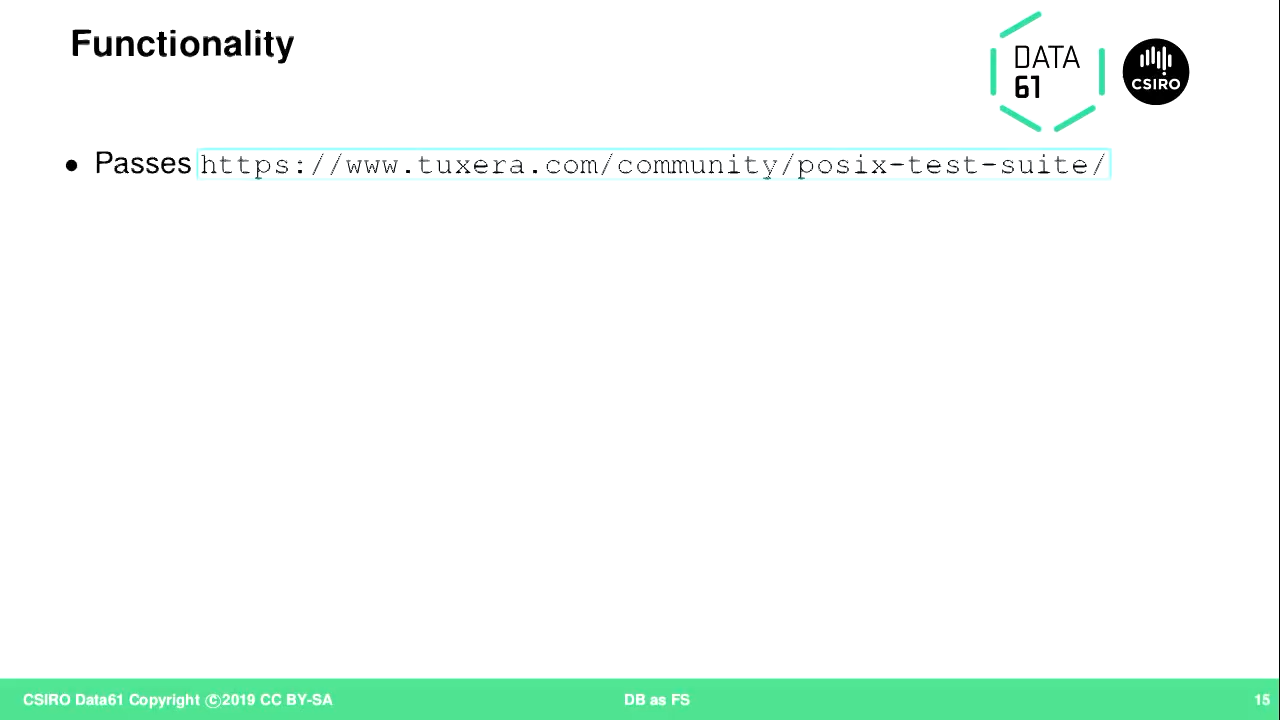 Functionality
DATA
61
CSIRO
• Passes https://www.tuxera.com/community/posix-test-suite/
CSIRO Data61 Copyright ©2019 CC BY-SA
DB as FS
15